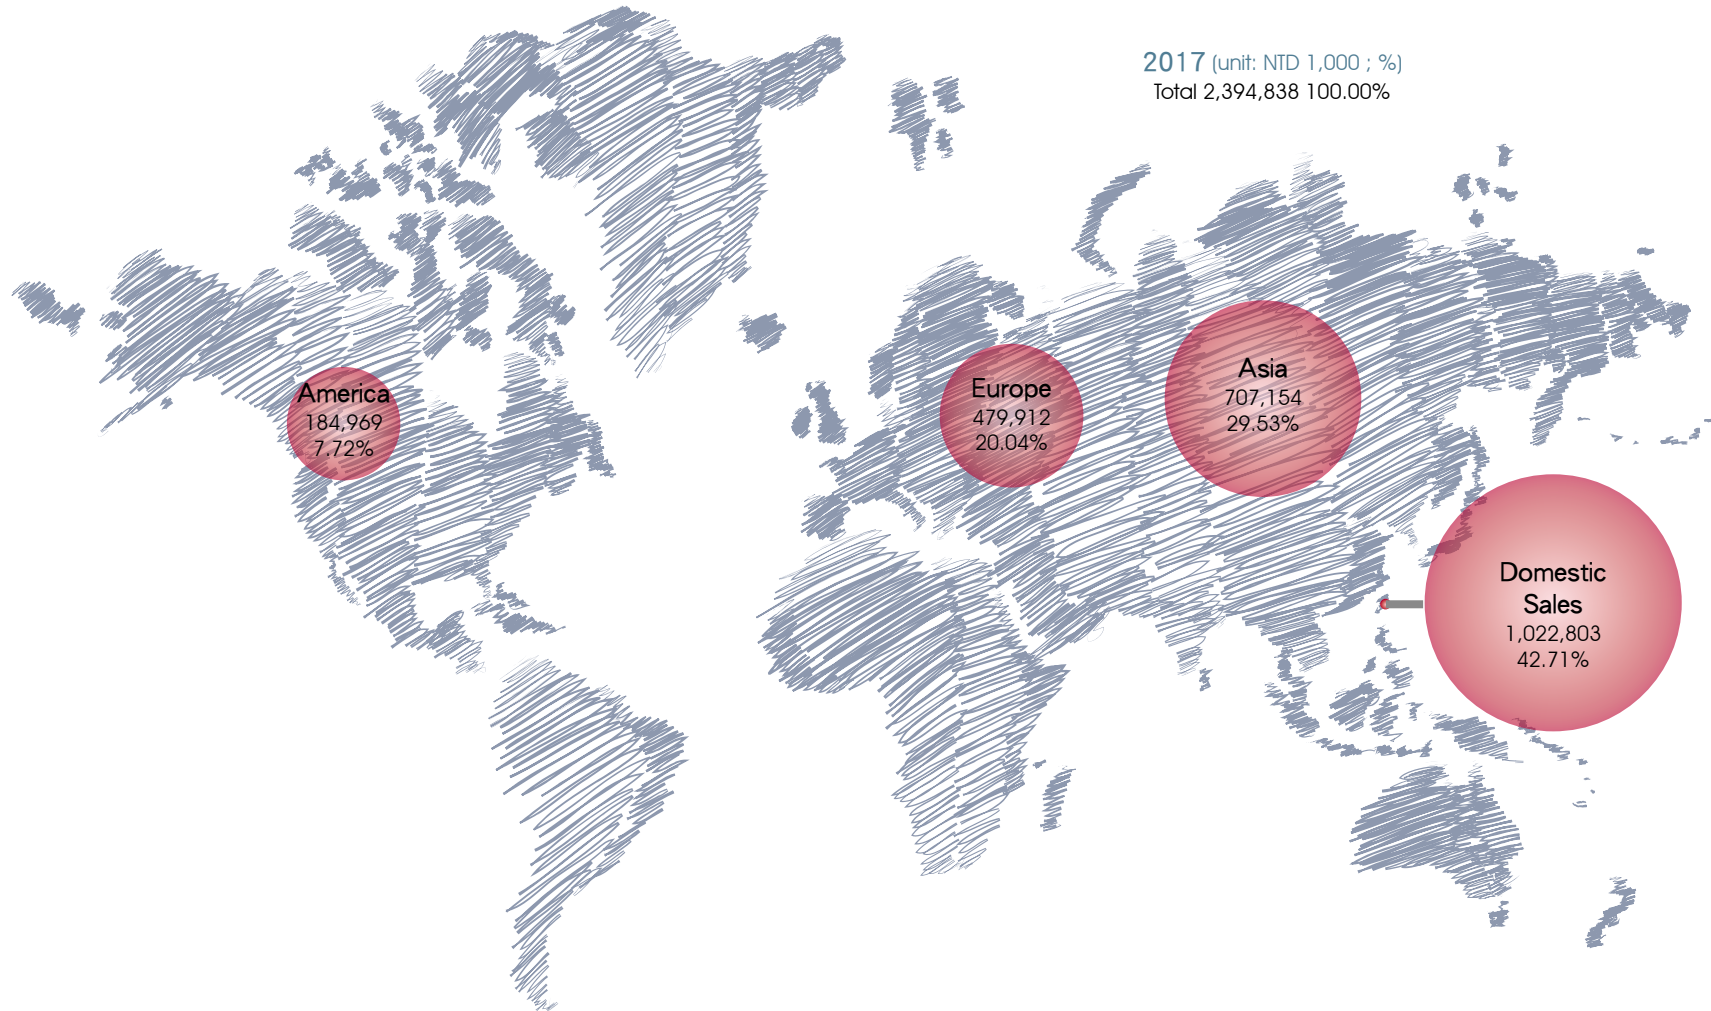 2017 (unit: NTD 1,000 ; %)
Total 2,394,838 100.00%
America
184,969
7.72%
Europe
479,912
20.04%
Asia
707,154
29.53%
Domestic
Sales
1,022,803
42.71%